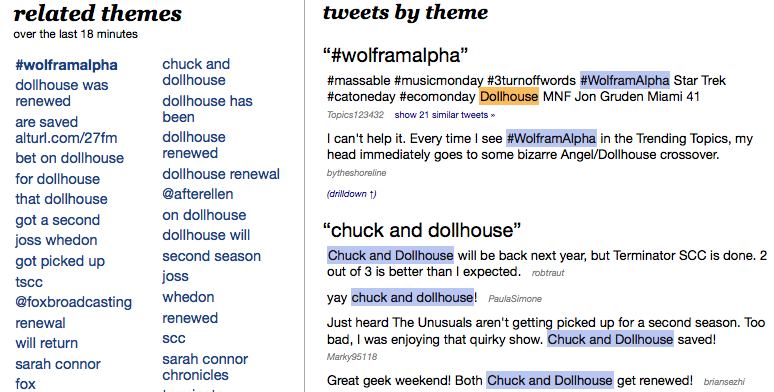 related themes
over the last 18 minutes
#wolframalpha
dollhouse was
renewed
are saved
alturl.com/27fm
bet on dollhouse
for dollhouse
that dollhouse
got a second
joss whedon
got picked up
tscc
@foxbroadcasting
renewal
will return
sarah connor
fox
chuck and
dollhouse
dollhouse has
been
dollhouse
renewed
dollhouse renewal
@afterellen
on dollhouse
dollhouse will
second season
joss
whedon
renewed
scc
sarah connor
chronicles
tweets by theme
“#wolframalpha”
#massable #musicmonday #3turnoffwords #WolframAlpha Star Trek
#catoneday #ecomonday Dollhouse MNF Jon Gruden Miami 41
Topics123432 show 21 similar tweets »
I can't help it. Every time I see #WolframAlpha in the Trending Topics, my
head immediately goes to some bizarre Angel/Dollhouse crossover.
bytheshoreline
(drilldown ↑)
“chuck and dollhouse”
Chuck and Dollhouse will be back next year, but Terminator SCC is done. 2
out of 3 is better than I expected. robtraut
yay chuck and dollhouse! PaulaSimone
Just heard The Unusuals aren't getting picked up for a second season. Too
bad, I was enjoying that quirky show. Chuck and Dollhouse saved!
Marky95118
Great geek weekend! Both Chuck and Dollhouse get renewed! briansezhi